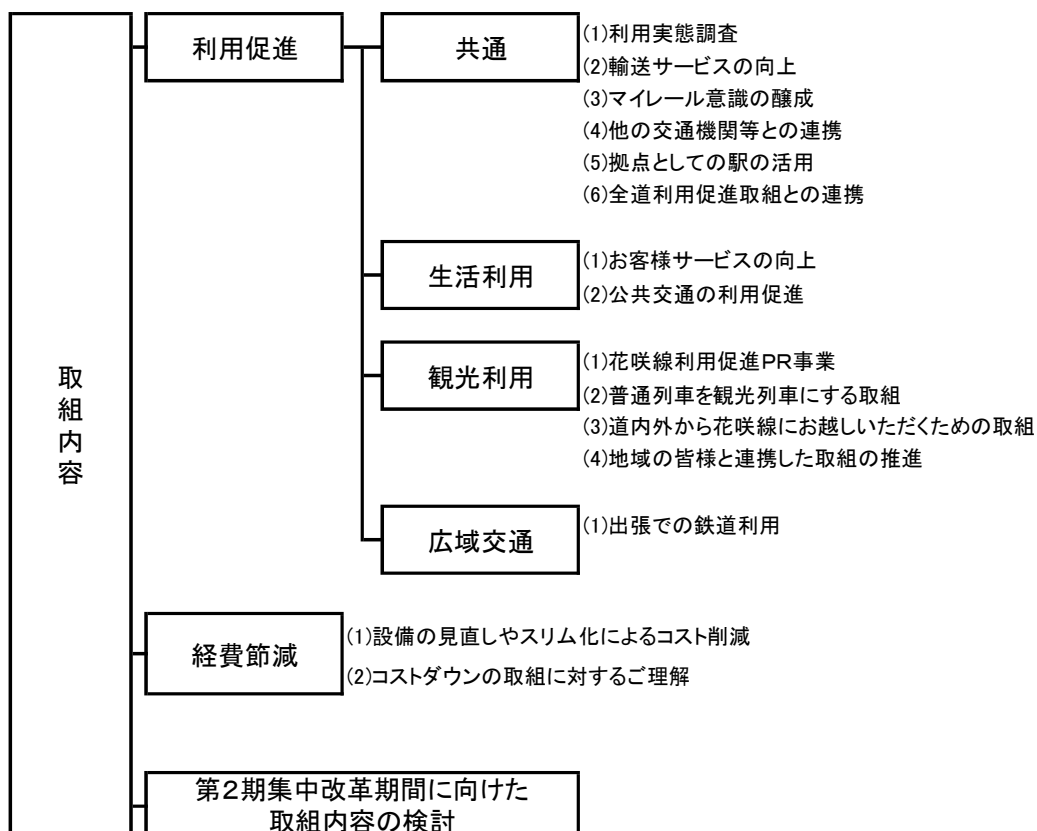 取組内容
利用促進
共通
(1)利用実態調査
(2)輸送サービスの向上
(3)マイレール意識の醸成
(4)他の交通機関等との連携
(5)拠点としての駅の活用
(6)全道利用促進取組との連携
生活利用
(1)お客様サービスの向上
(2)公共交通の利用促進
観光利用
(1)花咲線利用促進ＰＲ事業
(2)普通列車を観光列車にする取組
(3)道内外から花咲線にお越しいただくための取組
(4)地域の皆様と連携した取組の推進
広域交通
(1)出張での鉄道利用
経費節減
(1)設備の見直しやスリム化によるコスト削減
(2)コストダウンの取組に対するご理解
第２期集中改革期間に向けた
取組内容の検討